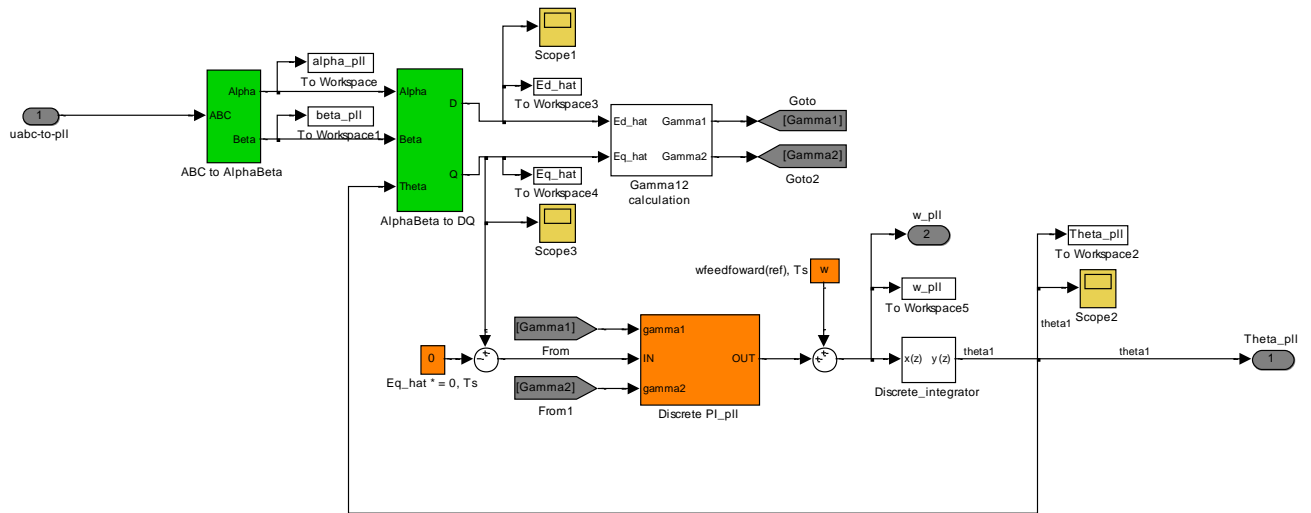 Scope1
alpha_pll
To Workspace
Ed_hat
To Workspace3
1
uabc-to-pll
ABC
Alpha
Beta
ABC to AlphaBeta
beta_pll
To Workspace1
Alpha
Beta
Theta
D
Q
AlphaBeta to DQ
Ed_hat
Eq_hat
Gamma1
Gamma2
Gamma12
calculation
Goto
[Gamma1]
[Gamma2]
Goto2
Eq_hat
To Workspace4
Scope3
w_pll
2
Theta_pll
To Workspace2
wfeedfoward(ref), Ts
w
w_pll
To Workspace5
Scope2
theta1
[Gamma1]
From
gamma1
IN
gamma2
OUT
Discrete PI_pll
0
Eq_hat * = 0, Ts
[Gamma2]
From1
x(z)
y(z)
Discrete_integrator
theta1
theta1
Theta_pll
1